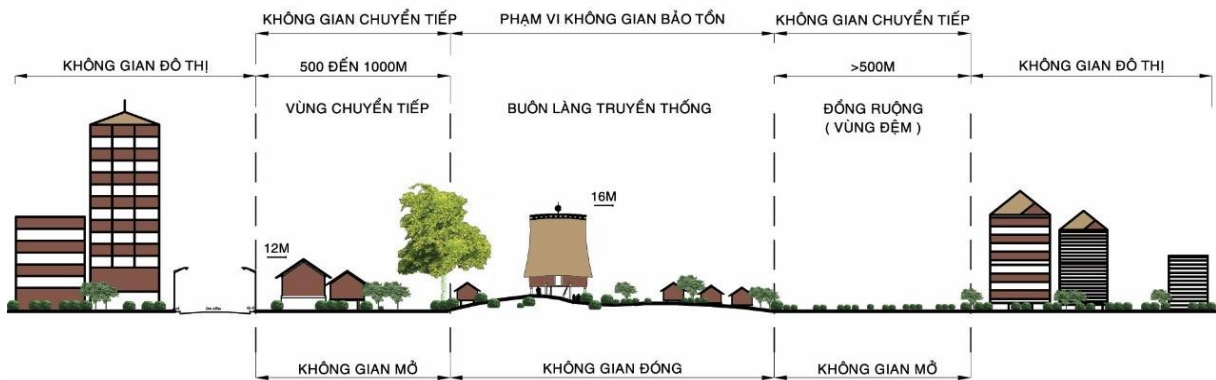 KHÔNG GIAN CHUYỂN TIẾP
PHẠM VI KHÔNG GIAN BẢO TỒN
KHÔNG GIAN CHUYỂN TIẾP
KHÔNG GIAN ĐÔ THỊ
500 ĐẾN 1000M
>500M
KHÔNG GIAN ĐÔ THỊ
VÙNG CHUYỂN TIẾP
BUÔN LÀNG TRUYỀN THỐNG
ĐỒNG RUỘNG
( VÙNG ĐỆM )
16M
12M
KHÔNG GIAN MỞ
KHÔNG GIAN ĐÓNG
KHÔNG GIAN MỞ